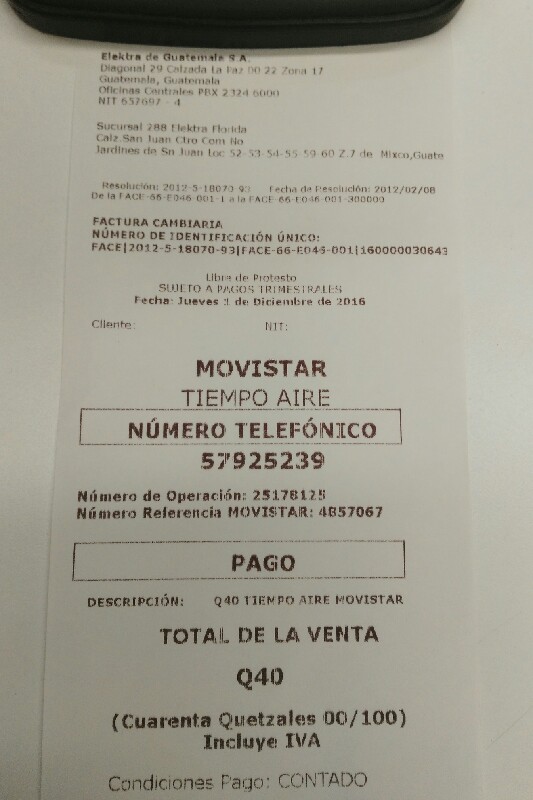 Elektra de Guatemala S.A.
Diagonal 29 Calzada La Paz 00 22 Zona 17
Guatemala, Guatemala
Oficinas Centrales PBX 2324 6000
NIT 657697 - 4
Sucursal 288 Elektra Florida
Calz.San Juan Ctro Com No
Jardines de Sn Juan Loc 52-53-54-55-59-60 Z.7 de Mixco,Guate
Resolución: 2012-5-18070-93 Fecha de Resolución: 2012/02/08
De la FACE-66-E046-001-1 a la FACE-66-E046-001-300000
FACTURA CAMBIARIA
NÚMERO DE IDENTIFICACIÓN ÚNICO:
FACE|2012-5-18070-93|FACE-66-E046-001|160000030643
Libre de Protesto
SUJETO A PAGOS TRIMESTRALES
Fecha: Jueves 1 de Diciembre de 2016
Cliente: NIT:
MOVISTAR
TIEMPO AIRE
NÚMERO TELEFÓNICO
57925239
Número de Operación: 25178125
Número Referencia MOVISTAR: 4857067
PAGO
DESCRIPCIÓN: Q40 TIEMPO AIRE MOVISTAR
TOTAL DE LA VENTA
Q40
(Cuarenta Quetzales 00/100)
Incluye IVA
Condiciones Pago: CONTADO